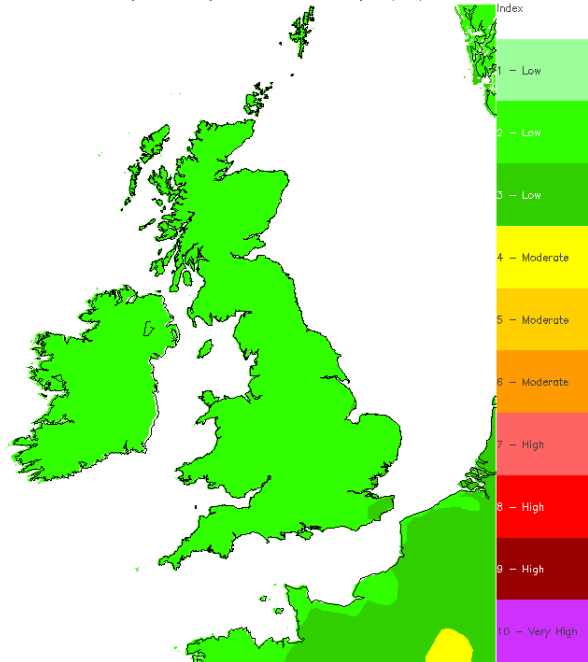 Index
1 - Low
2 - Low
3 - Low
4 - Moderate
5 - Moderate
6 - Moderate
7 - High
8 - High
9 - High
10 - Very High